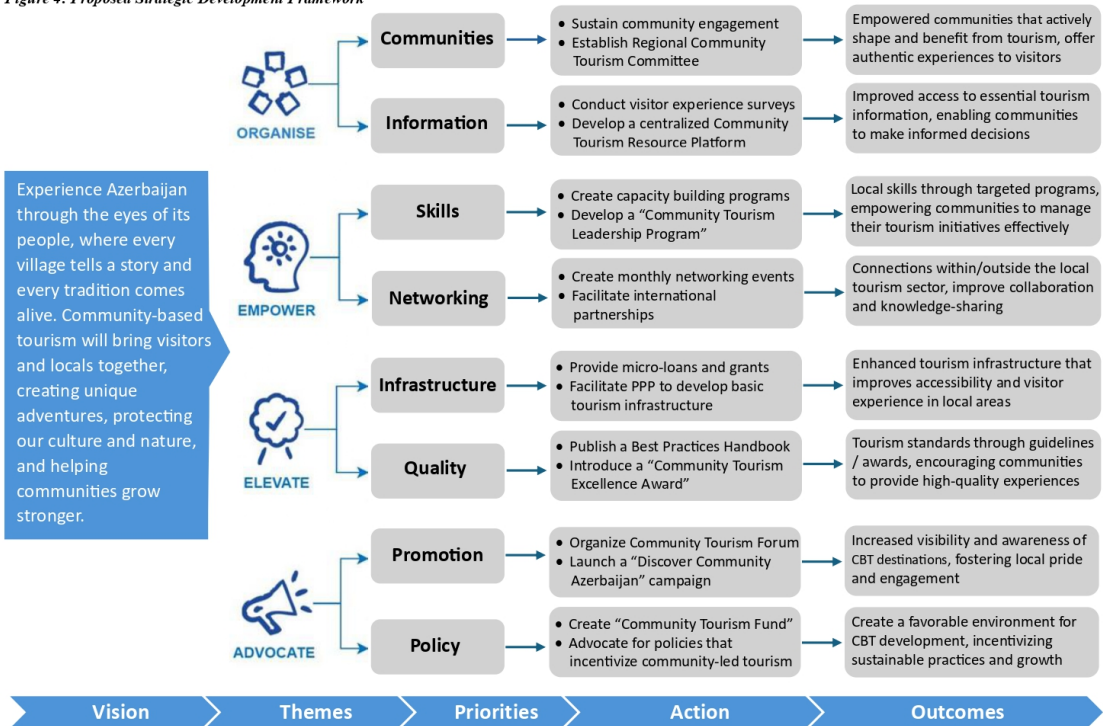 Figure 4. Proposed Strategic Development Framework
Experience Azerbaijan
through the eyes of its
people, where every
village tells a story and
every tradition comes
alive. Community-based
tourism will bring visitors
and locals together,
creating unique
adventures, protecting
our culture and nature,
and helping
communities grow
stronger.
ORGANISE
Communities
• Sustain community engagement
• Establish Regional Community
Tourism Committee
Empowered communities that actively
shape and benefit from tourism, offer
authentic experiences to visitors
Information
• Conduct visitor experience surveys
• Develop a centralized Community
Tourism Resource Platform
Improved access to essential tourism
information, enabling communities
to make informed decisions
EMPOWER
Skills
• Create capacity building programs
• Develop a “Community Tourism
Leadership Program”
Local skills through targeted programs,
empowering communities to manage
their tourism initiatives effectively
Networking
• Create monthly networking events
• Facilitate international
partnerships
Connections within/outside the local
tourism sector, improve collaboration
and knowledge-sharing
ELEVATE
Infrastructure
• Provide micro-loans and grants
• Facilitate PPP to develop basic
tourism infrastructure
Enhanced tourism infrastructure that
improves accessibility and visitor
experience in local areas
Quality
• Publish a Best Practices Handbook
• Introduce a “Community Tourism
Excellence Award”
Tourism standards through guidelines
/ awards, encouraging communities
to provide high-quality experiences
ADVOCATE
Promotion
• Organize Community Tourism Forum
• Launch a “Discover Community
Azerbaijan” campaign
Increased visibility and awareness of
CBT destinations, fostering local pride
and engagement
Policy
• Create “Community Tourism Fund”
• Advocate for policies that
incentivize community-led tourism
Create a favorable environment for
CBT development, incentivizing
sustainable practices and growth
Vision
Themes
Priorities
Action
Outcomes